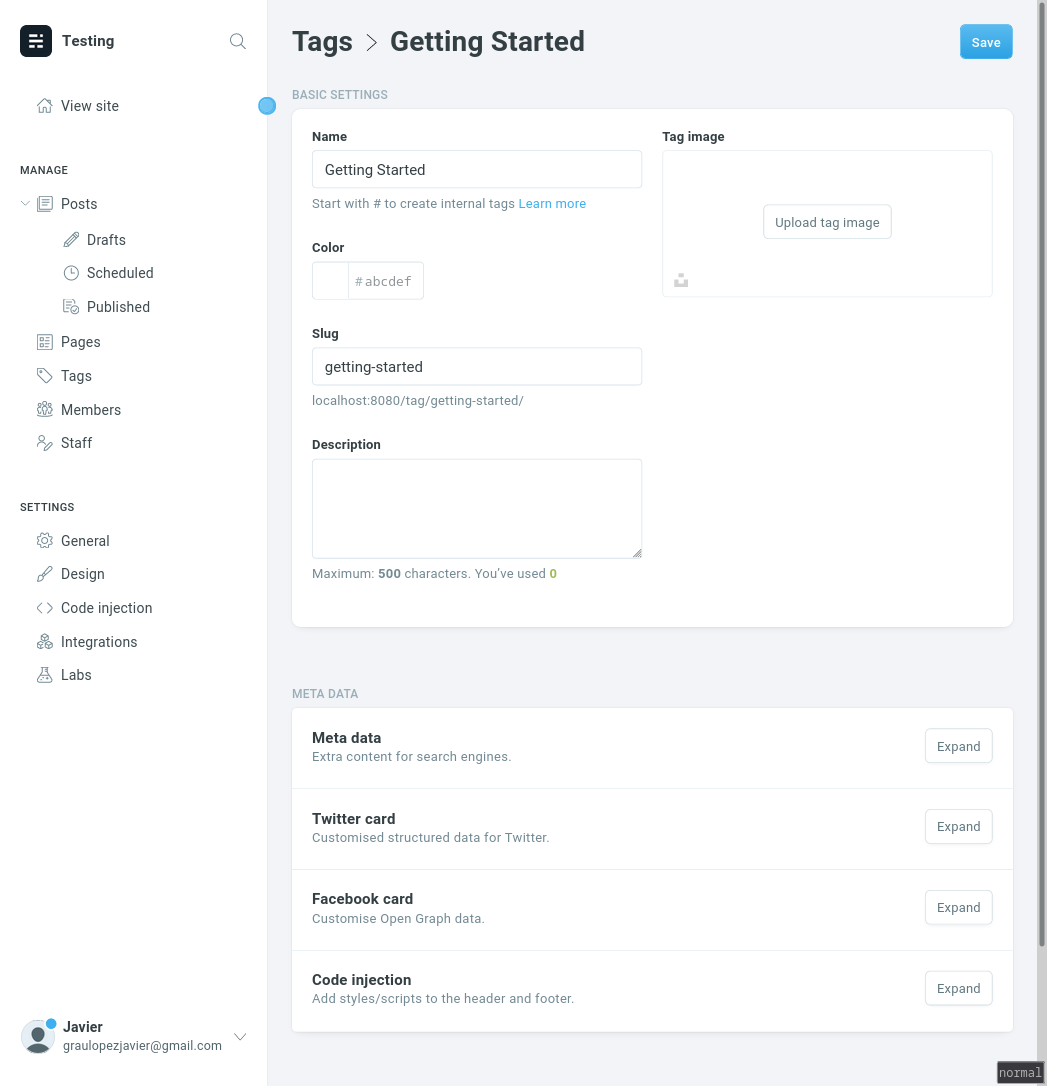 Testing
View site
MANAGE
Posts
Drafts
Scheduled
Published
Pages
Tags
Members
Staff
SETTINGS
General
Design
Code injection
Integrations
Labs
Javier
graulopezjavier@gmail.com
Tags > Getting Started
Save
BASIC SETTINGS
Name
Getting Started
Start with # to create internal tags Learn more
Color
#abcdef
Slug
getting-started
localhost:8080/tag/getting-started/
Description
Maximum: 500 characters. You’ve used 0
Tag image
Upload tag image
META DATA
Meta data
Extra content for search engines.
Expand
Twitter card
Customised structured data for Twitter.
Expand
Facebook card
Customise Open Graph data.
Expand
Code injection
Add styles/scripts to the header and footer.
Expand
normal